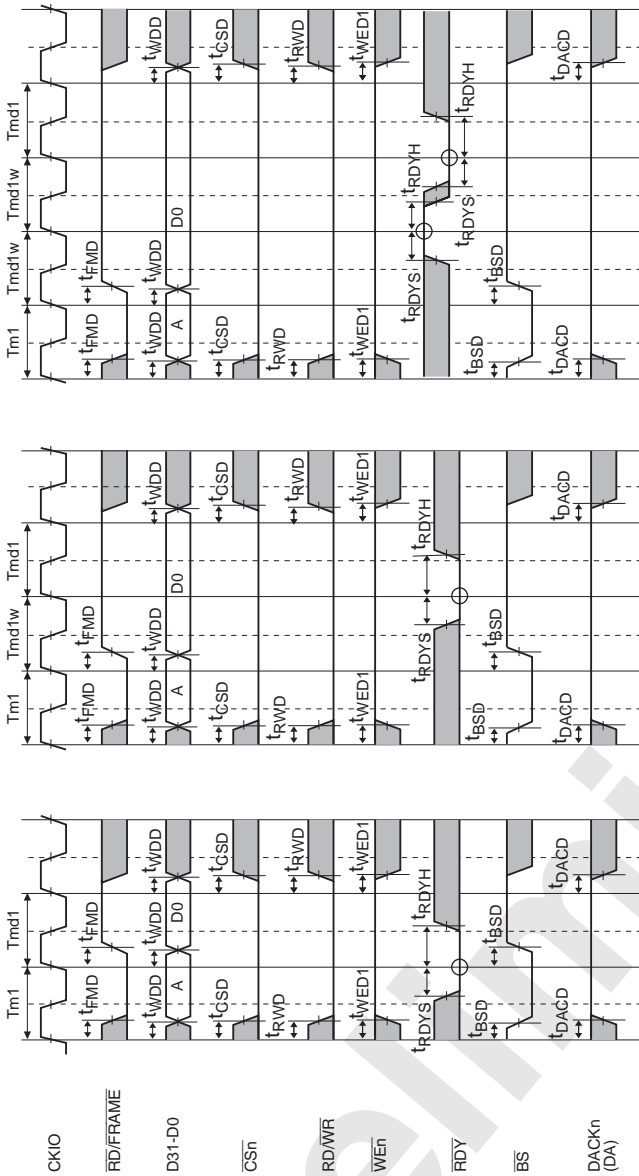 Tm1 Tmd1 Tm1 Tmd1w Tmd1 Tm1 Tmd1w Tmd1w Tmd1
CKIO
tFMD tFMD tFMD tFMD tFMD tFMD
RD/FRAME
tWDD tWDD tWDD tWDD tWDD tWDD tWDD tWDD tWDD
D31-D0 A D0 A D0 A D0
tCSD tCSD tCSD tCSD tCSD tCSD
CSn
tRWD tRWD tRWD tRWD tRWD tRWD
RD/WR
tWED1 tWED1 tWED1 tWED1 tWED1 tWED1
WEn
tRDYS tRDYH tRDYS tRDYH tRDYS tRDYH tRDYS tRDYH
RDY
tBSD tBSD tBSD tBSD tBSD tBSD
BS
tDACD tDACD tDACD tDACD tDACD tDACD
DACKn
(DA)
elimi